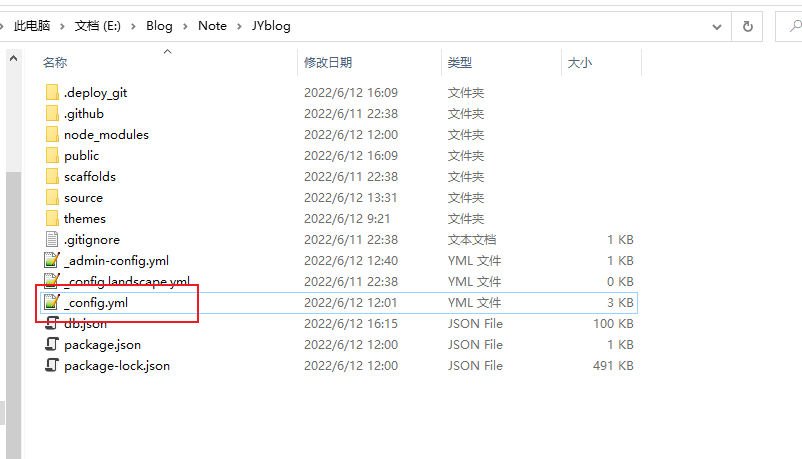 此电脑 > 文档 (E:) > Blog > Note > JYblog
名称 修改日期 类型 大小
.deploy_git 2022/6/12 16:09 文件夹
.github 2022/6/11 22:38 文件夹
node_modules 2022/6/12 12:00 文件夹
public 2022/6/12 16:09 文件夹
scaffolds 2022/6/11 22:38 文件夹
source 2022/6/12 13:31 文件夹
themes 2022/6/12 9:21 文件夹
.gitignore 2022/6/11 22:38 文本文档 1 KB
_admin-config.yml 2022/6/12 12:40 YML 文件 1 KB
_config.landscape.yml 2022/6/11 22:38 YML 文件 0 KB
_config.yml 2022/6/12 12:01 YML 文件 3 KB
db.json 2022/6/12 16:15 JSON File 100 KB
package.json 2022/6/12 12:00 JSON File 1 KB
package-lock.json 2022/6/12 12:00 JSON File 491 KB